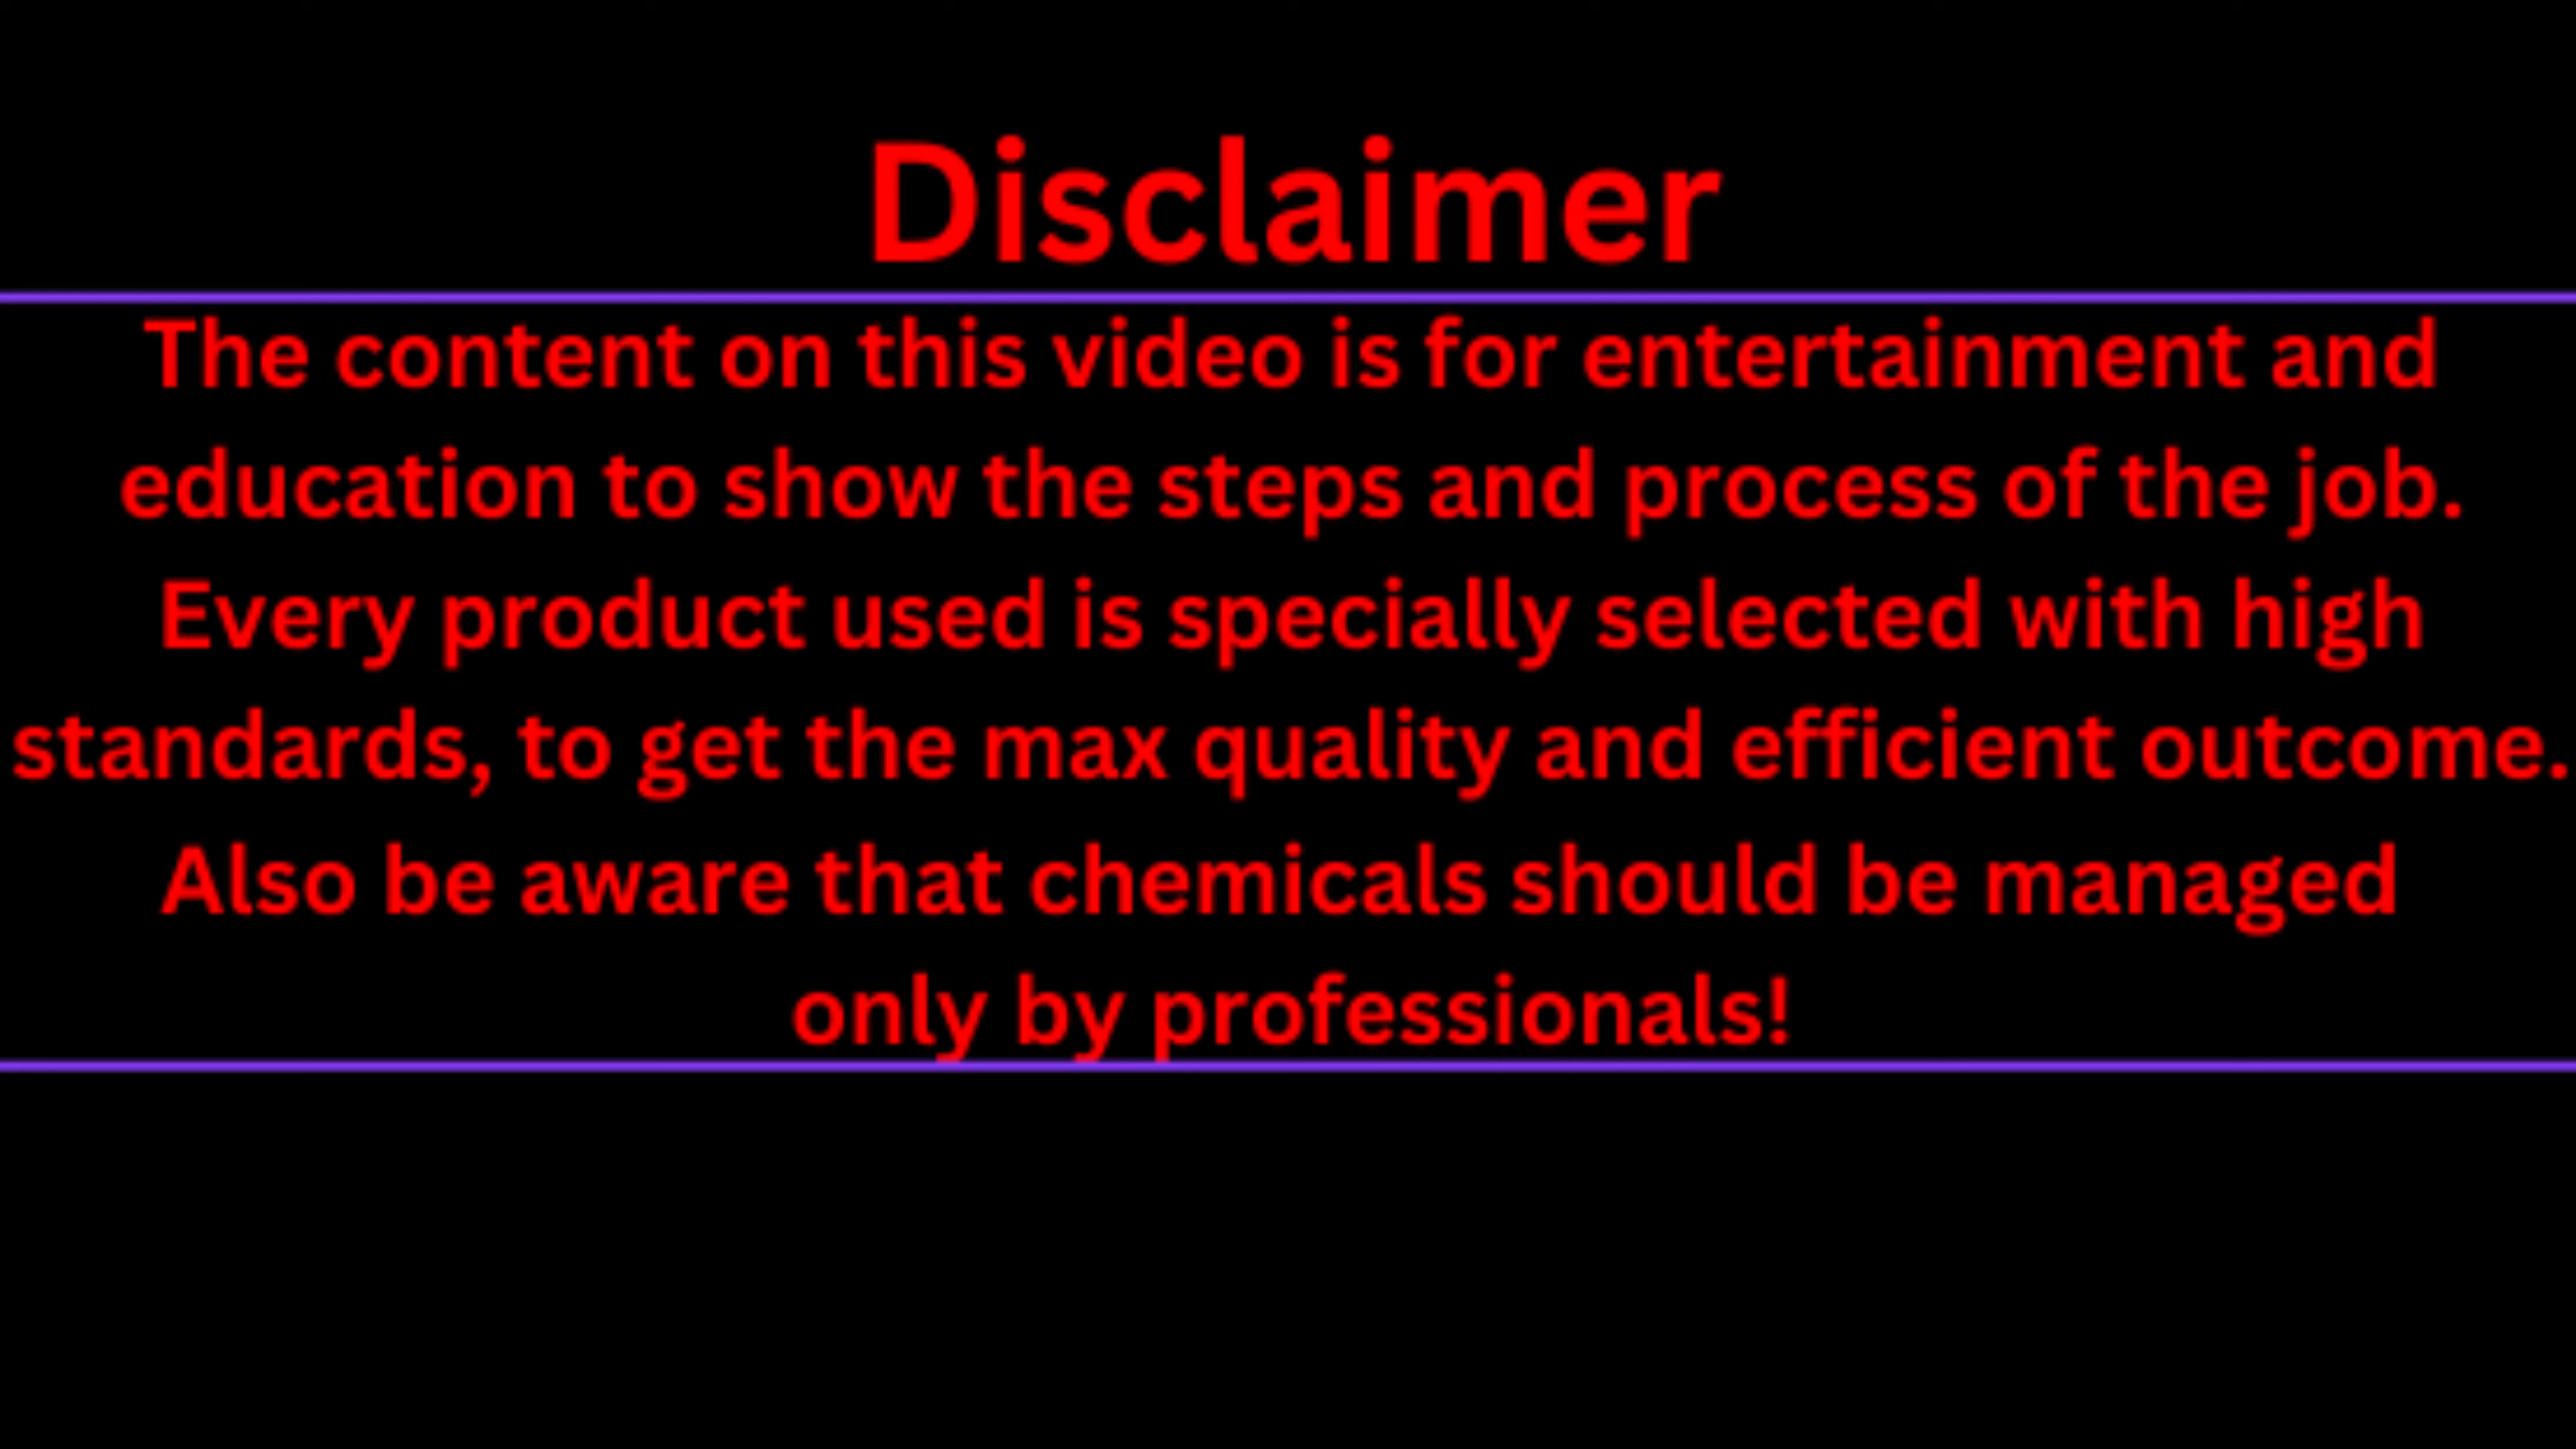 Disclaimer
The content on this video is for entertainment and
education to show the steps and process of the job.
Every product used is specially selected with high
standards, to get the max quality and efficient outcome.
Also be aware that chemicals should be managed
only by professionals!